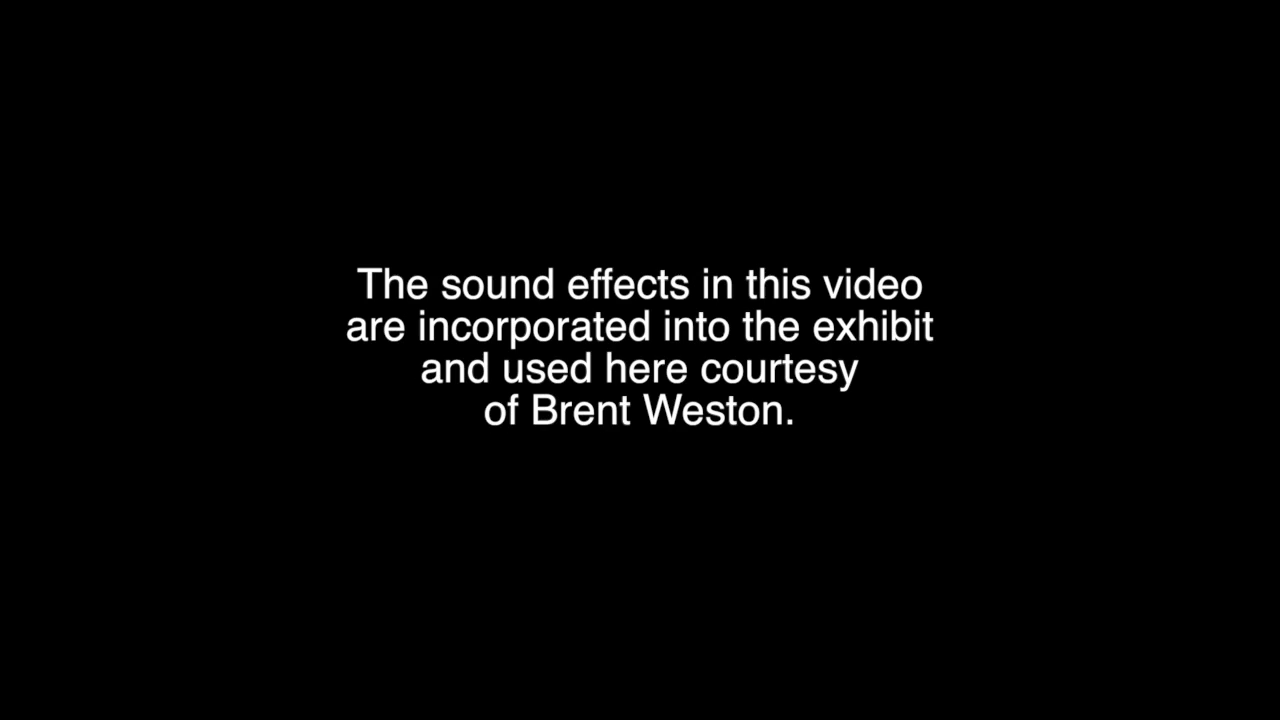 The sound effects in this video
are incorporated into the exhibit
and used here courtesy
of Brent Weston.